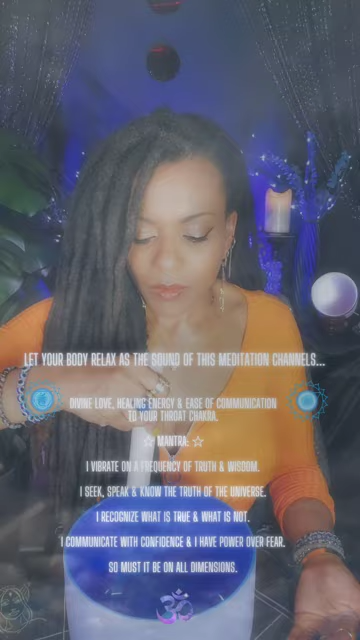 LET YOUR BODY RELAX AS THE SOUND OF THIS MEDITATION CHANNELS...
DIVINE LOVE, HEALING ENERGY & EASE OF COMMUNICATION
TO YOUR THROAT CHAKRA.
☆ MANTRA: ☆
I VIBRATE ON A FREQUENCY OF TRUTH & WISDOM.
I SEEK, SPEAK & KNOW THE TRUTH OF THE UNIVERSE.
I RECOGNIZE WHAT IS TRUE & WHAT IS NOT.
I COMMUNICATE WITH CONFIDENCE & I HAVE POWER OVER FEAR.
SO MUST IT BE ON ALL DIMENSIONS.
ॐ